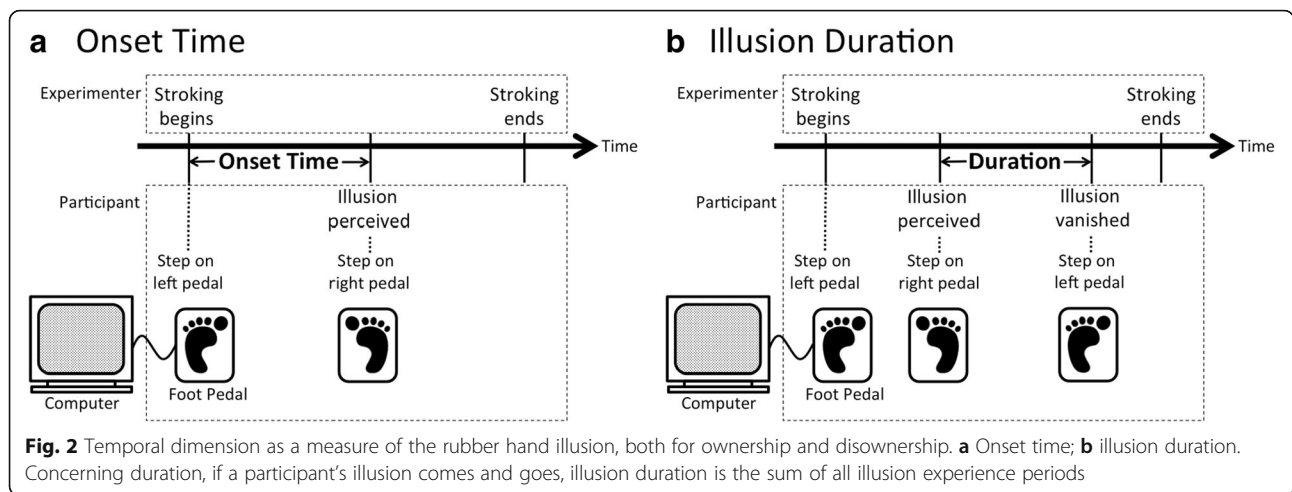 a Onset Time
Experimenter
Stroking
begins
Stroking
ends
Time
Onset Time
Participant
Illusion
perceived
Step on
left pedal
Step on
right pedal
Computer
Foot Pedal
b Illusion Duration
Experimenter
Stroking
begins
Stroking
ends
Time
Duration
Participant
Illusion
perceived
Illusion
vanished
Step on
left pedal
Step on
right pedal
Step on
left pedal
Computer
Foot Pedal
Fig. 2 Temporal dimension as a measure of the rubber hand illusion, both for ownership and disownership. a Onset time; b illusion duration.
Concerning duration, if a participant's illusion comes and goes, illusion duration is the sum of all illusion experience periods